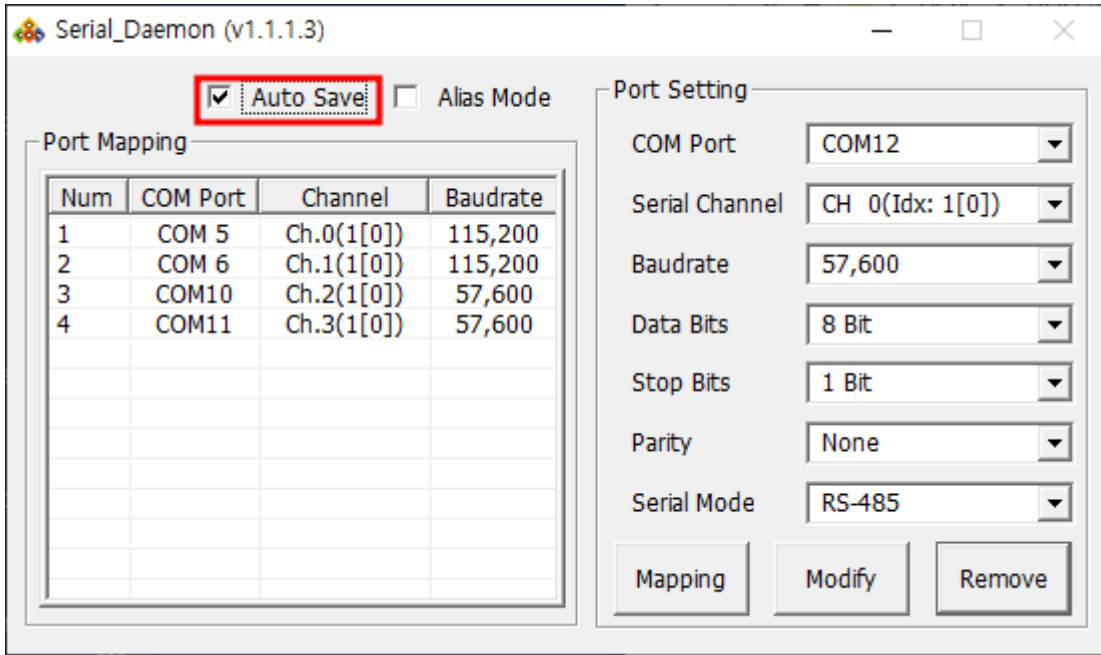 Serial_Daemon (v1.1.1.3)
Auto Save Alias Mode
Port Mapping
Num COM Port Channel Baudrate
1 COM 5 Ch.0(1[0]) 115,200
2 COM 6 Ch.1(1[0]) 115,200
3 COM10 Ch.2(1[0]) 57,600
4 COM11 Ch.3(1[0]) 57,600
Port Setting
COM Port COM12
Serial Channel CH 0(Idx: 1[0])
Baudrate 57,600
Data Bits 8 Bit
Stop Bits 1 Bit
Parity None
Serial Mode RS-485
Mapping Modify Remove